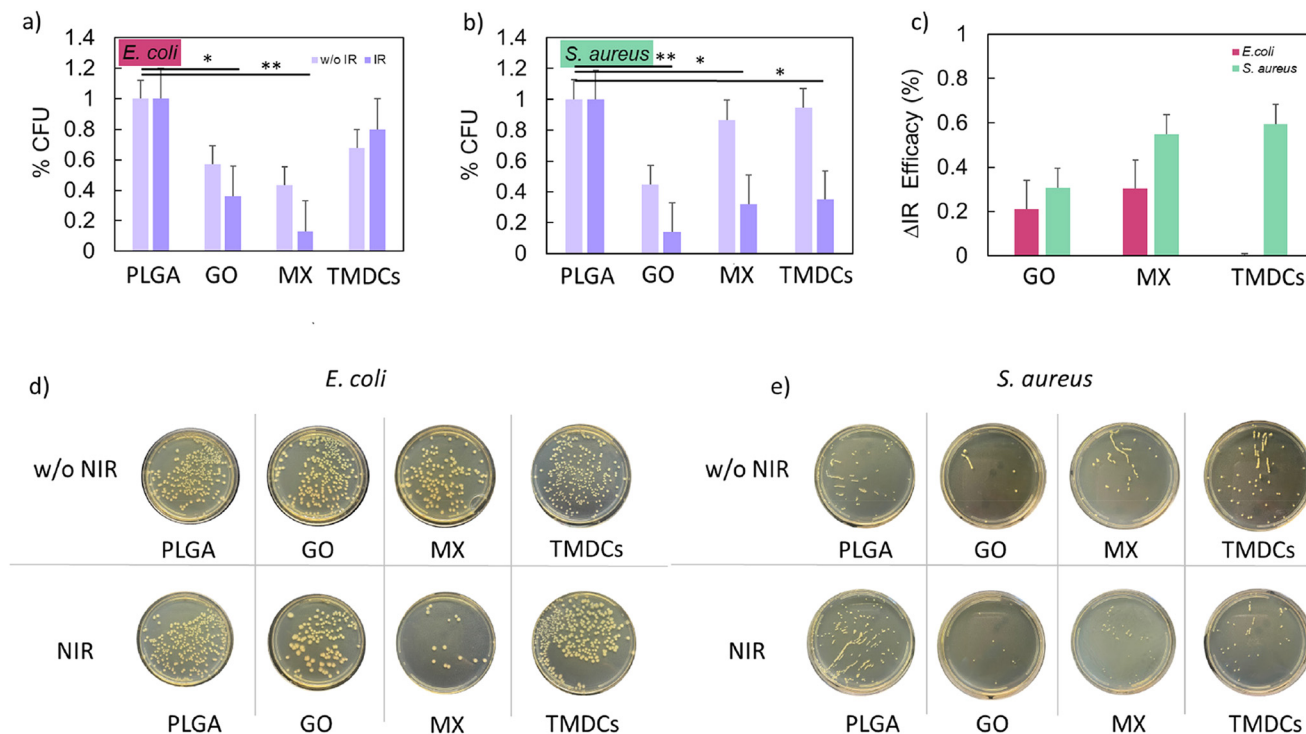 a)
E. coli
w/o IR
IR
*
**
1.4
1.2
1
0.8
0.6
0.4
0.2
0
% CFU
PLGA GO MX TMDCs
b)
S. aureus
**
*
*
1.4
1.2
1
0.8
0.6
0.4
0.2
0
% CFU
PLGA GO MX TMDCs
c)
E.coli
S. aureus
1
0.8
0.6
0.4
0.2
0
ΔIR Efficacy (%)
GO MX TMDCs
d)
E. coli
w/o NIR
PLGA GO MX TMDCs
NIR
PLGA GO MX TMDCs
e)
S. aureus
w/o NIR
PLGA GO MX TMDCs
NIR
PLGA GO MX TMDCs